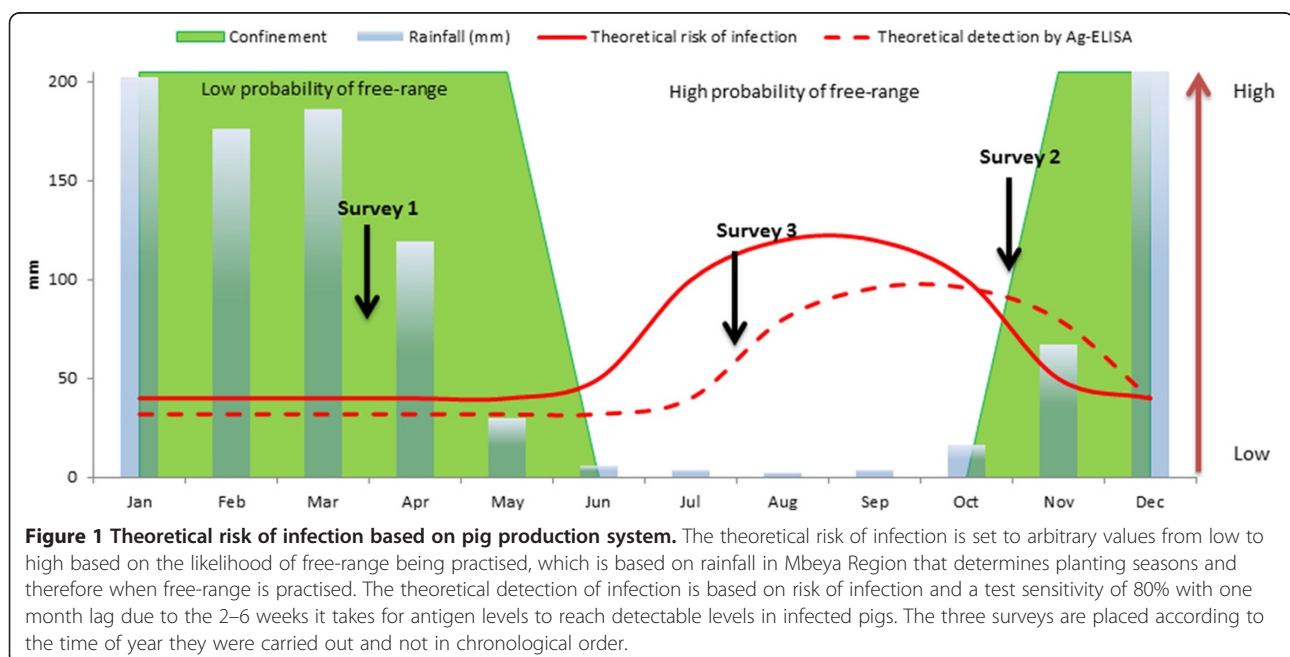 Confinement Rainfall (mm) Theoretical risk of infection Theoretical detection by Ag-ELISA
200
150
100
50
0
mm
Low probability of free-range
High probability of free-range
Survey 1
Survey 3
Survey 2
High
Low
Jan Feb Mar Apr May Jun Jul Aug Sep Oct Nov Dec
Figure 1 Theoretical risk of infection based on pig production system. The theoretical risk of infection is set to arbitrary values from low to
high based on the likelihood of free-range being practised, which is based on rainfall in Mbeya Region that determines planting seasons and
therefore when free-range is practised. The theoretical detection of infection is based on risk of infection and a test sensitivity of 80% with one
month lag due to the 2–6 weeks it takes for antigen levels to reach detectable levels in infected pigs. The three surveys are placed according to
the time of year they were carried out and not in chronological order.